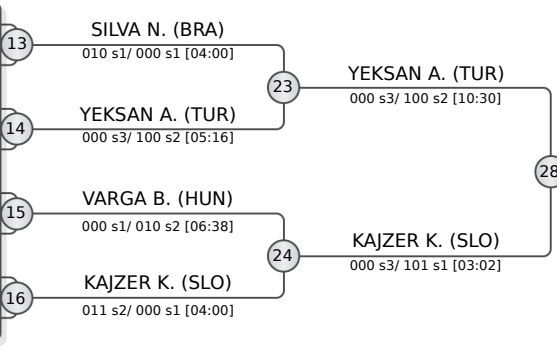 13
SILVA N. (BRA)
010 s1/ 000 s1 [04:00]
23
YEKSAN A. (TUR)
000 s3/ 100 s2 [10:30]
14
YEKSAN A. (TUR)
000 s3/ 100 s2 [05:16]
28
15
VARGA B. (HUN)
000 s1/ 010 s2 [06:38]
24
KAJZER K. (SLO)
000 s3/ 101 s1 [03:02]
16
KAJZER K. (SLO)
011 s2/ 000 s1 [04:00]